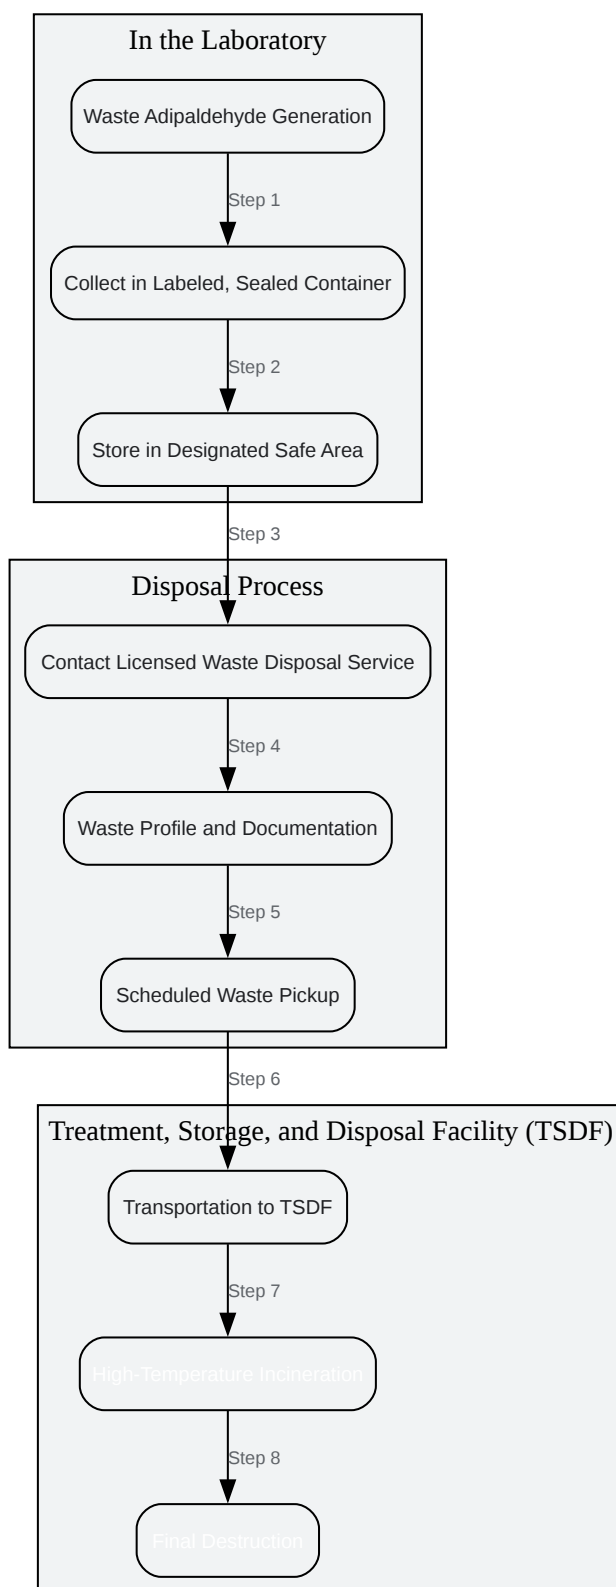 In the Laboratory
Waste Adipaldehyde Generation
Step 1
Collect in Labeled, Sealed Container
Step 2
Store in Designated Safe Area
Step 3
Disposal Process
Contact Licensed Waste Disposal Service
Step 4
Waste Profile and Documentation
Step 5
Scheduled Waste Pickup
Step 6
Treatment, Storage, and Disposal Facility (TSDF)
Transportation to TSDF
Step 7
High-Temperature Incineration
Step 8
Final Destruction